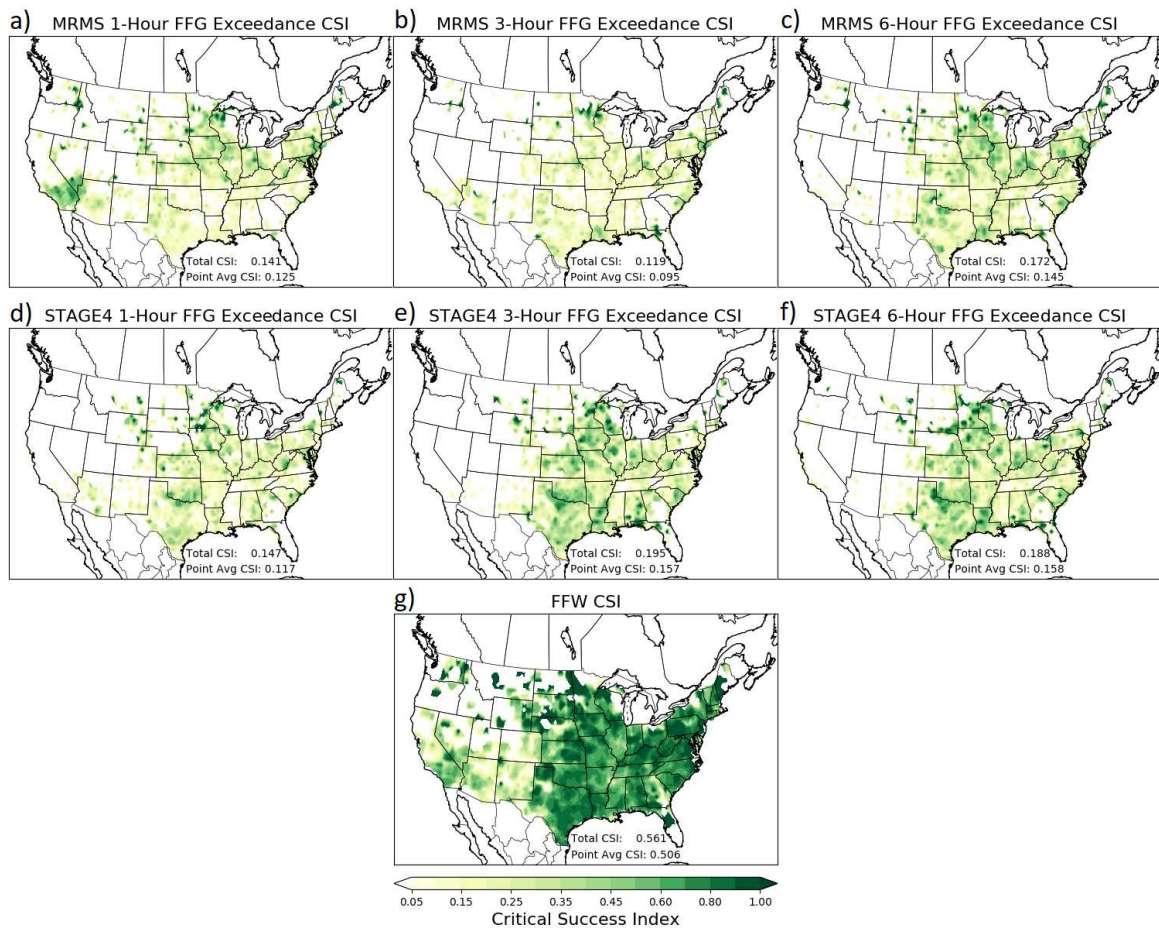 a) MRMS 1-Hour FFG Exceedance CSI
Total CSI: 0.141
Point Avg CSI: 0.125
b) MRMS 3-Hour FFG Exceedance CSI
Total CSI: 0.119
Point Avg CSI: 0.095
c) MRMS 6-Hour FFG Exceedance CSI
Total CSI: 0.172
Point Avg CSI: 0.145
d) STAGE4 1-Hour FFG Exceedance CSI
Total CSI: 0.147
Point Avg CSI: 0.117
e) STAGE4 3-Hour FFG Exceedance CSI
Total CSI: 0.195
Point Avg CSI: 0.157
f) STAGE4 6-Hour FFG Exceedance CSI
Total CSI: 0.188
Point Avg CSI: 0.158
g) FFW CSI
Total CSI: 0.561
Point Avg CSI: 0.506
0.05 0.15 0.25 0.35 0.45 0.60 0.80 1.00
Critical Success Index